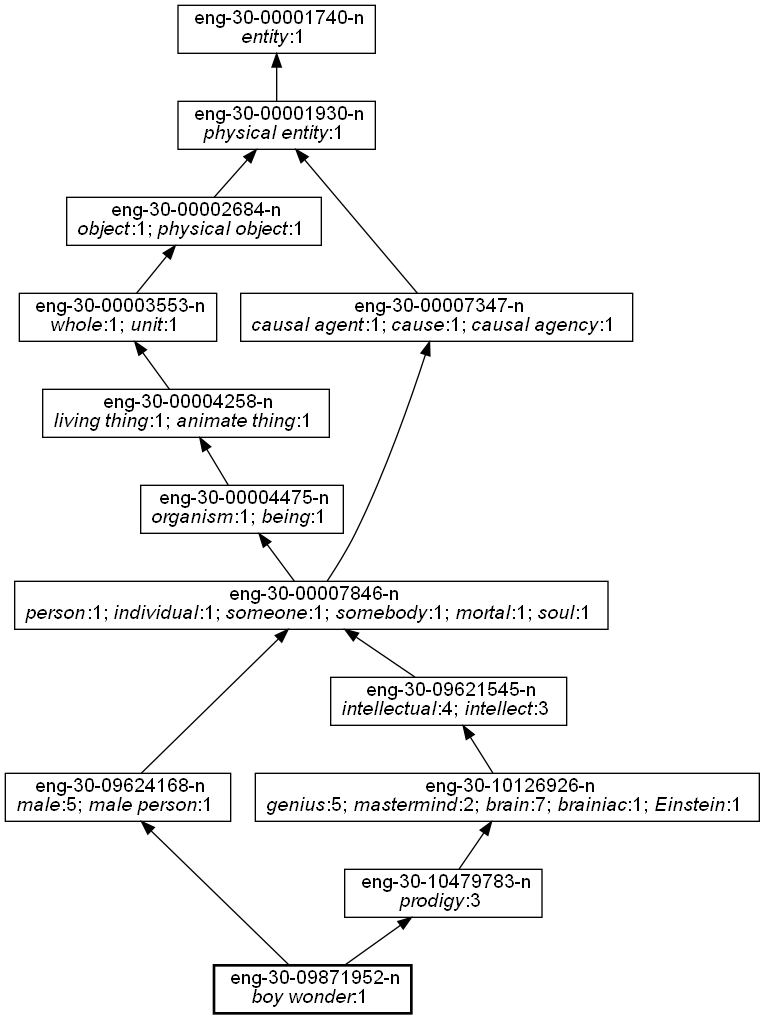 eng-30-00001740-n
entity:1
eng-30-00001930-n
physical entity:1
eng-30-00002684-n
object:1; physical object:1
eng-30-00003553-n
whole:1; unit:1
eng-30-00007347-n
causal agent:1; cause:1; causal agency:1
eng-30-00004258-n
living thing:1; animate thing:1
eng-30-00004475-n
organism:1; being:1
eng-30-00007846-n
person:1; individual:1; someone:1; somebody:1; mortal:1; soul:1
eng-30-09621545-n
intellectual:4; intellect:3
eng-30-09624168-n
male:5; male person:1
eng-30-10126926-n
genius:5; mastermind:2; brain:7; brainiac:1; Einstein:1
eng-30-10479783-n
prodigy:3
eng-30-09871952-n
boy wonder:1